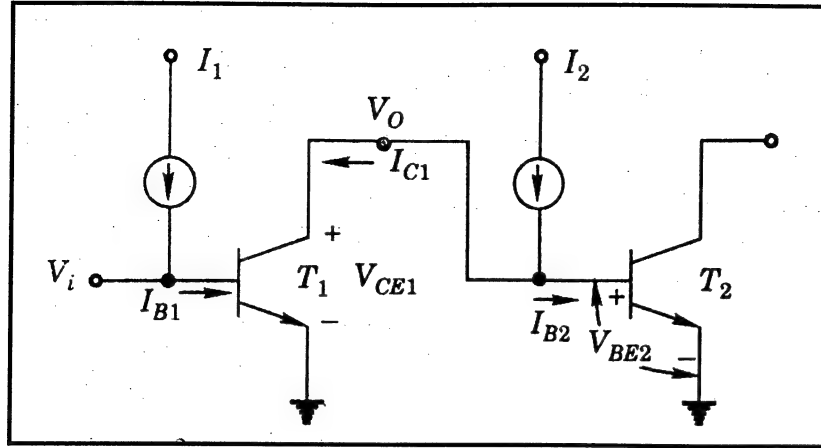 I1
I2
VO
IC1
Vi
IB1
T1
+
VCE1
−
IB2
+
VBE2
−
T2